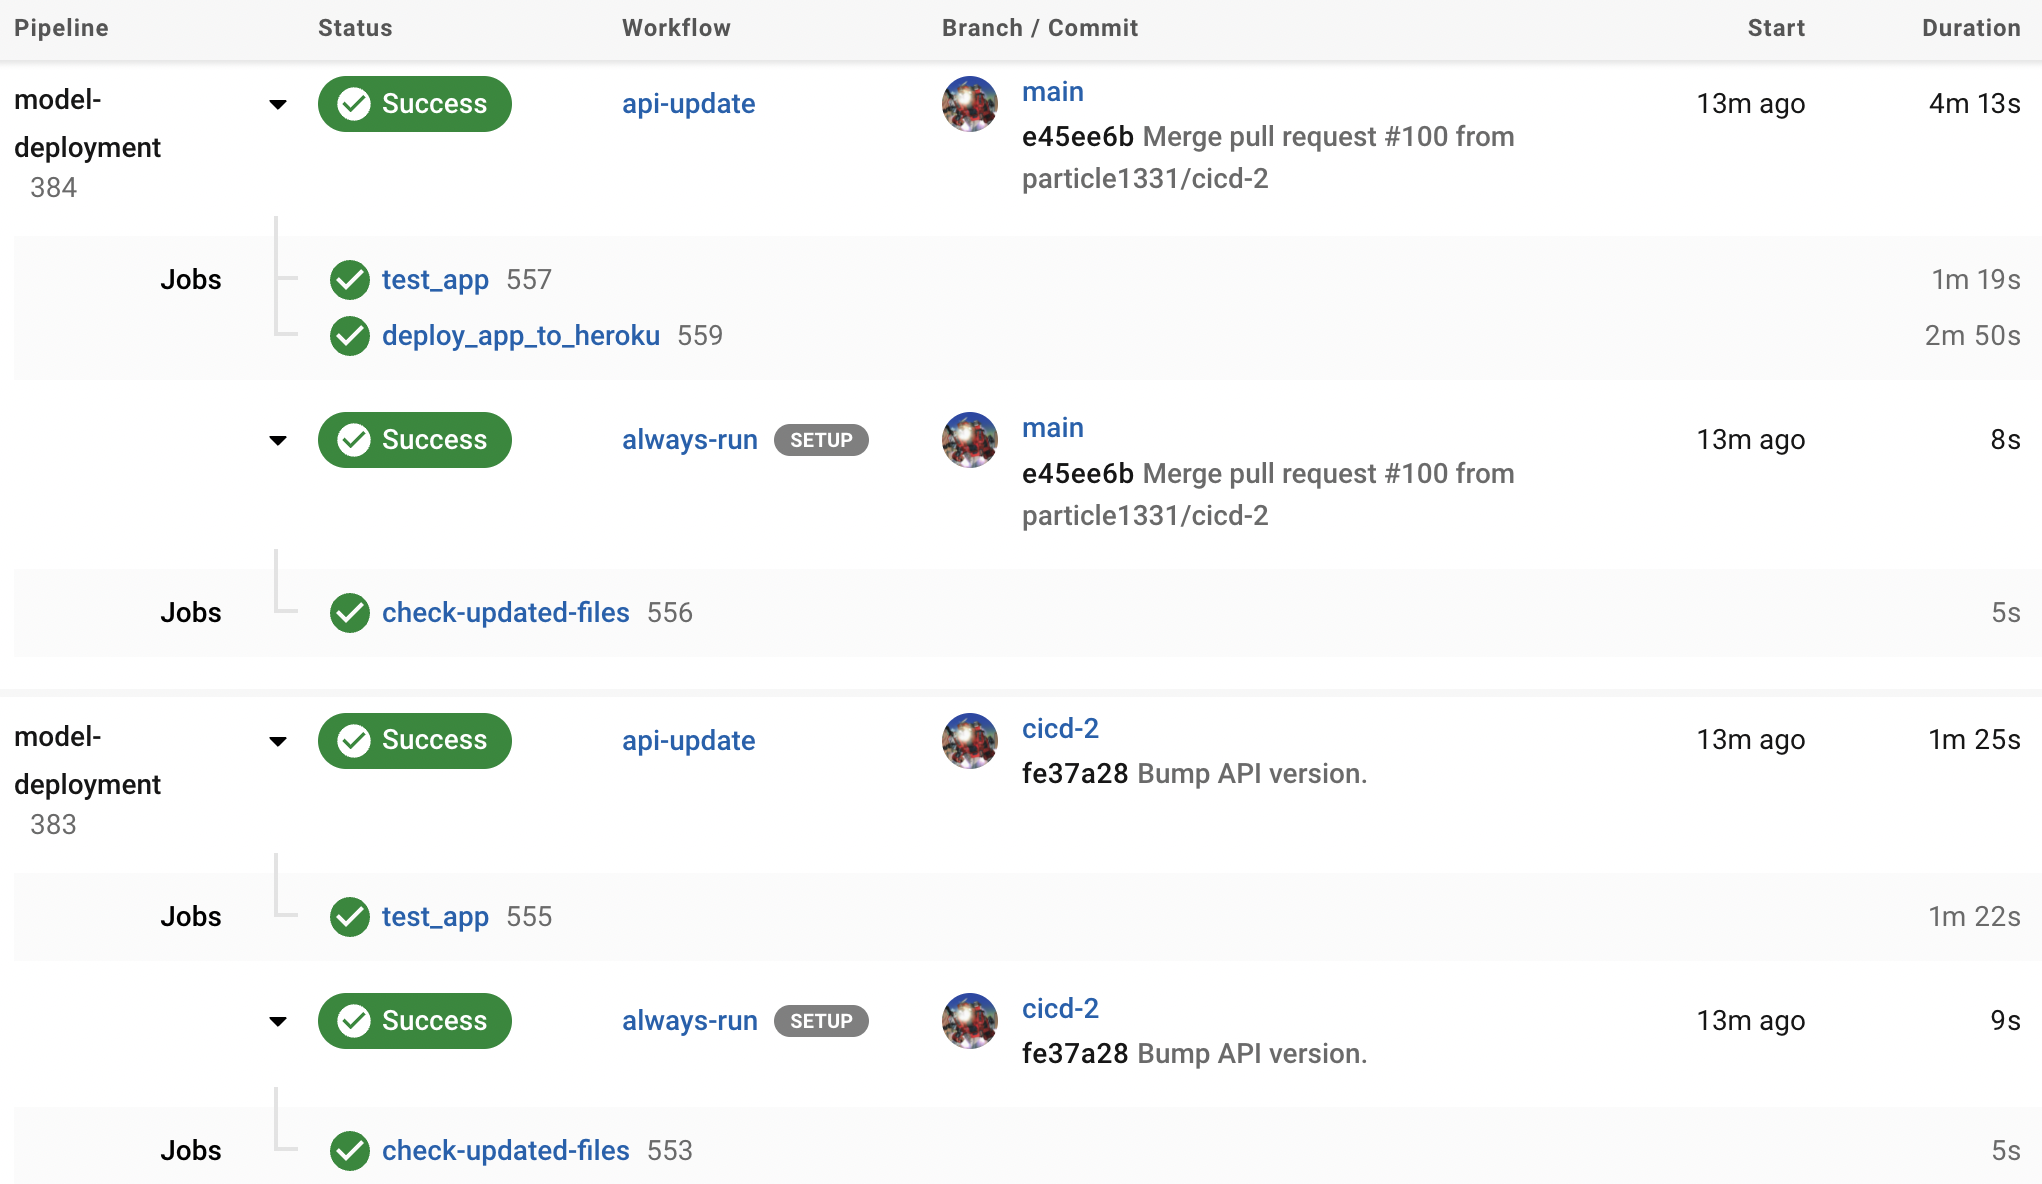 Pipeline Status Workflow Branch / Commit Start Duration
model-deployment 384 Success api-update main 13m ago 4m 13s
e45ee6b Merge pull request #100 from
particle1331/cicd-2
Jobs test_app 557 1m 19s
deploy_app_to_heroku 559 2m 50s
Success always-run SETUP main 13m ago 8s
e45ee6b Merge pull request #100 from
particle1331/cicd-2
Jobs check-updated-files 556 5s
model-deployment 383 Success api-update cicd-2 13m ago 1m 25s
fe37a28 Bump API version.
Jobs test_app 555 1m 22s
Success always-run SETUP cicd-2 13m ago 9s
fe37a28 Bump API version.
Jobs check-updated-files 553 5s